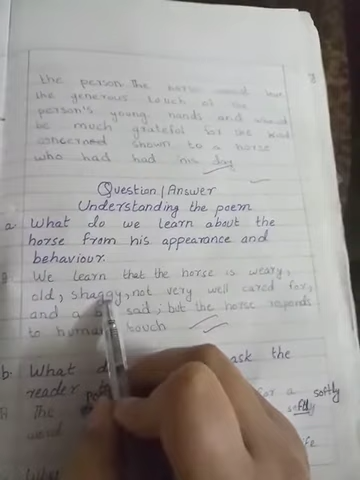 the person the horse would
the generous touch of the
person's young hands and would
be much grateful for the kind
concerned shown to a horse
who had had his day
Question/Answer
Understanding the poem
a What do we learn about the
horse from his appearance and
behaviour.
We learn that the horse is weary,
old, shaggy, not very well cared for,
and a sad; but the horse reponds
to human touch
b. What ask the
reader
The for a softly
word